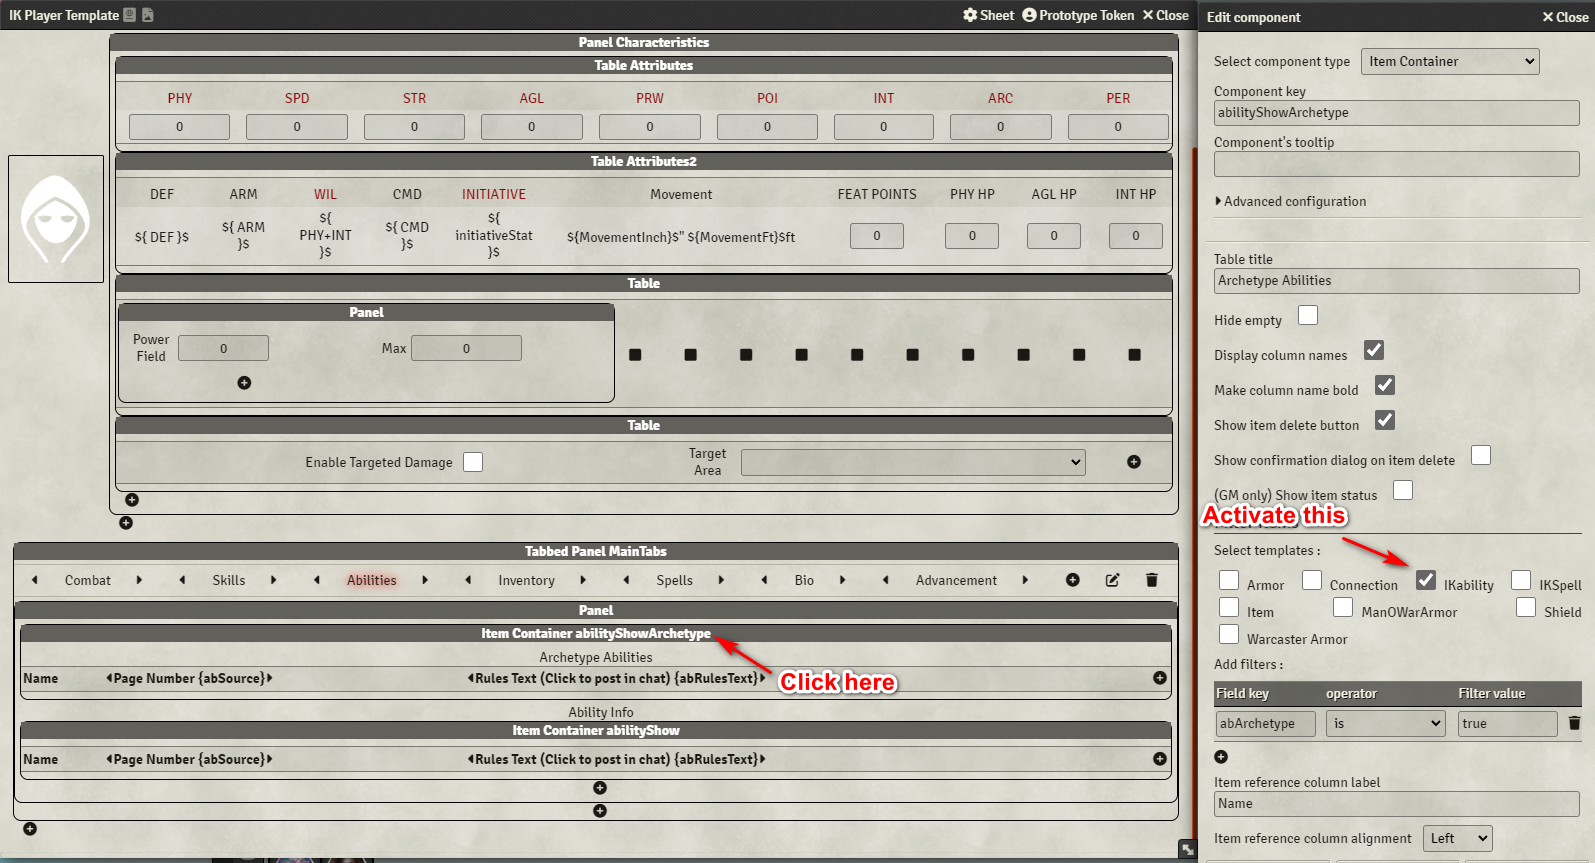 IK Player Template
Sheet Prototype Token Close
Panel Characteristics
Table Attributes
PHY SPD STR AGL PRW POI INT ARC PER
0 0 0 0 0 0 0 0 0
Table Attributes2
DEF ARM WIL CMD INITIATIVE Movement FEAT POINTS PHY HP AGL HP INT HP
${ DEF }$ ${ ARM }$ ${ PHY+INT }$ ${ CMD }$ ${ initiativeStat }$ ${MovementInch}$" ${MovementFt}$ft 0 0 0 0
Table
Panel
Power Field 0 Max 0
Table
Enable Targeted Damage Target Area
Tabbed Panel MainTabs
Combat Skills Abilities Inventory Spells Bio Advancement
Panel
Item Container abilityShowArchetype
Archetype Abilities
Name Page Number {abSource} Rules Text (Click to post in chat) {abRulesText}
Click here
Ability Info
Item Container abilityShow
Name Page Number {abSource} Rules Text (Click to post in chat) {abRulesText}
Edit component Close
Select component type Item Container
Component key
abilityShowArchetype
Component's tooltip
Advanced configuration
Table title
Archetype Abilities
Hide empty
Display column names
Make column name bold
Show item delete button
Show confirmation dialog on item delete
(GM only) Show item status
Activate this
Select templates :
Armor Connection IKability IKSpell
Item ManOWarArmor Shield
Warcaster Armor
Add filters :
Field key operator Filter value
abArchetype is true
Item reference column label
Name
Item reference column alignment Left